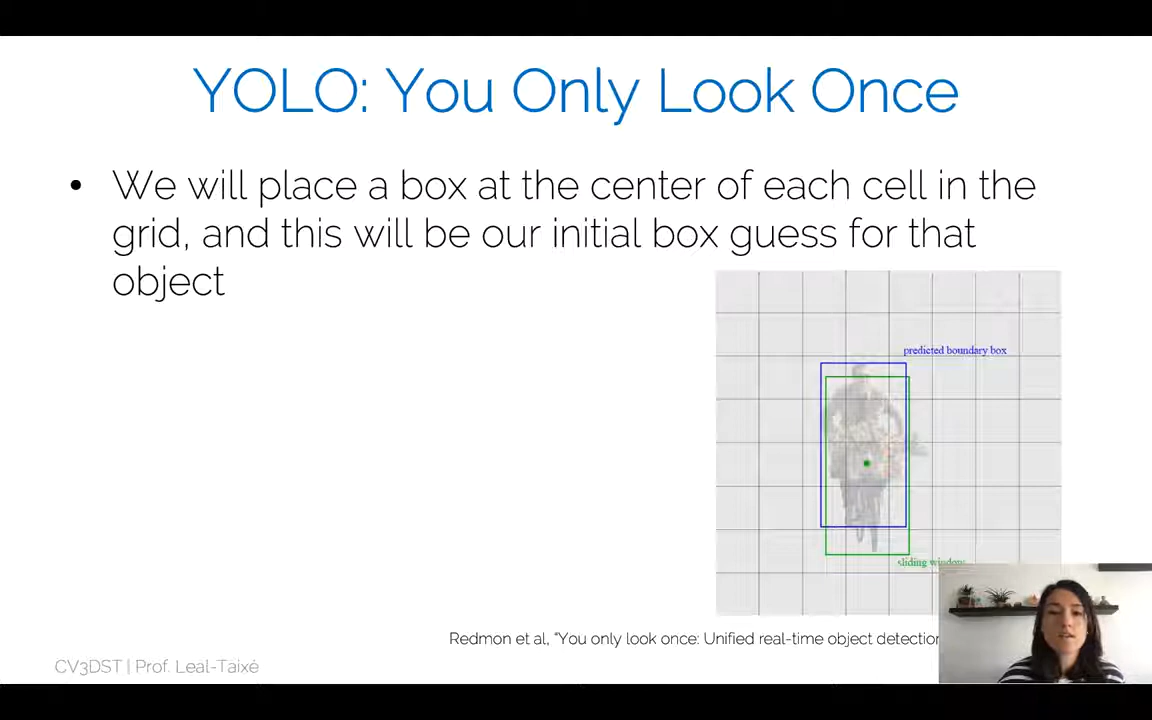 YOLO: You Only Look Once
• We will place a box at the center of each cell in the
grid, and this will be our initial box guess for that
object
predicted boundary box
sliding window
Redmon et al, "You only look once: Unified real-time object detection
CV3DST | Prof. Leal-Taixé